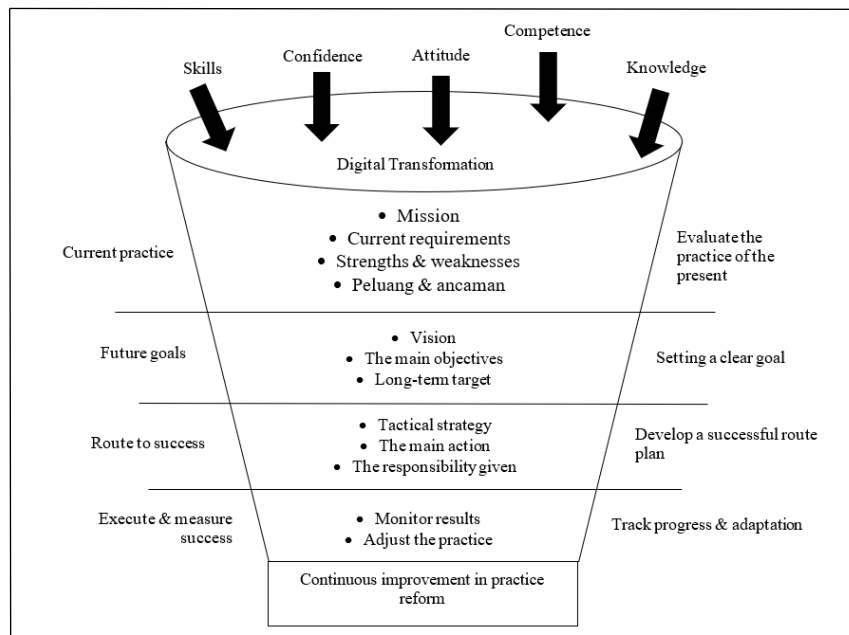 Competence
Confidence
Attitude
Skills
Knowledge
Digital Transformation
• Mission
• Current requirements
• Strengths & weaknesses
• Peluang & ancaman
Current practice
Evaluate the
practice of the
present
• Vision
• The main objectives
• Long-term target
Future goals
Setting a clear goal
• Tactical strategy
• The main action
• The responsibility given
Route to success
Develop a successful route
plan
Execute & measure
success
• Monitor results
• Adjust the practice
Track progress & adaptation
Continuous improvement in practice
reform